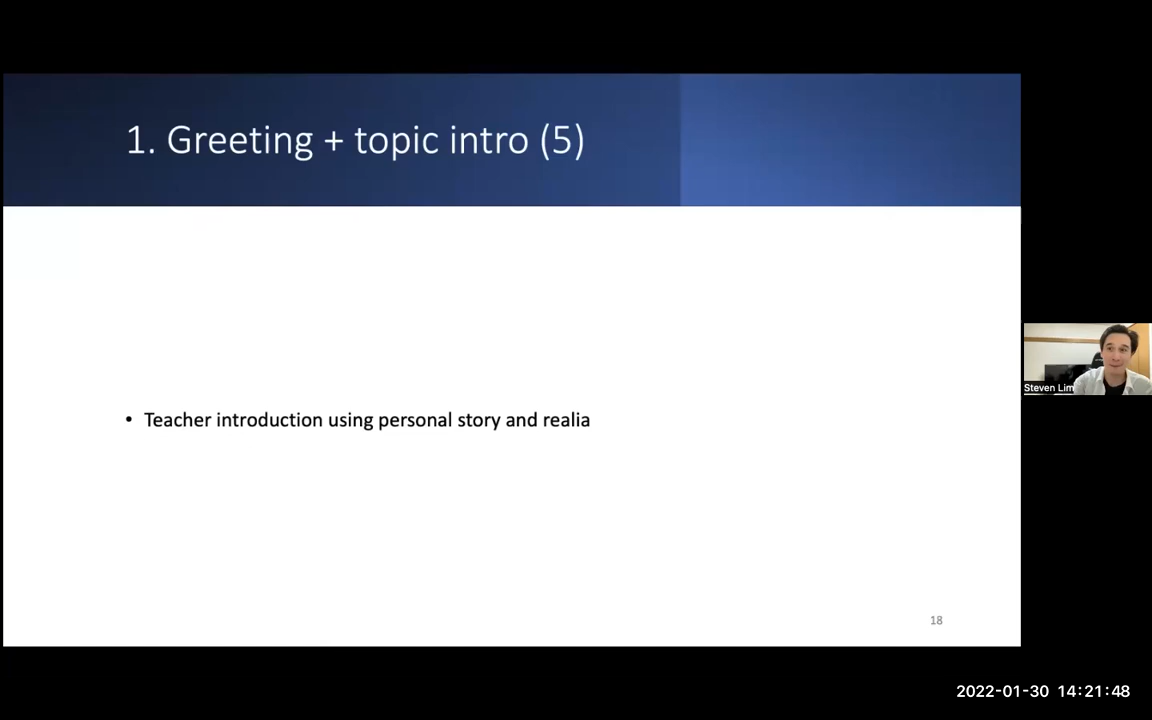 1. Greeting + topic intro (5)
Steven Lim
• Teacher introduction using personal story and realia
18
2022-01-30 14:21:48